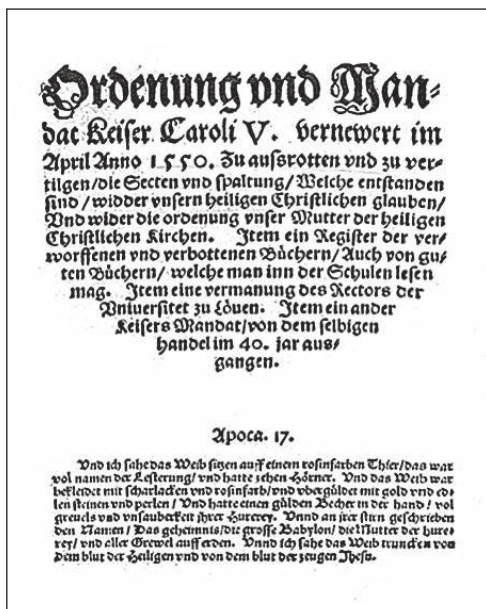 Ordenung vnd Man-
dat Keiser Caroli V. vernewert im
April Anno 1550. Zu außrotten vnd zu ver-
tilgen/die Secten vnd spaltung/Welche entstanden
sind/widder vnsern heiligen Christlichen glauben/
Vnd wider die ordenung vnser Mutter der heiligen
Christlichen Kirchen. Item ein Register der ver-
worffenen vnd verbottenen Büchern/Auch von gu-
ten Büchern/welche man inn der Schulen lesen
mag. Item eine vermanung des Rectors der
Vniuersitet zu Löuen. Item ein ander
Keisers Mandat/von dem selbigen
handel im 40. jar aus-
gangen.
Apoca. 17.
Vnd ich sahe das Weib sitzen auff einem rosinfarben Thier/das war
vol namen der Lesterung/vnd hatte zehen Hörner. Vnd das Weib war
bekleidet mit scharlacken vnd rosinfarb/vnd vbergüldet mit gold vnd ed-
len steinen vnd perlen/Vnd hatte einen gülden Becher in der hand/vol
greuels vnd vnsauberkeit jhrer Hurerey. Vnnd an jrer stirn geschrieben
den Namen/Das geheimnis/die grosse Babylon/die Mutter der hure-
rey/vnd aller Grewel auff erden. Vnnd ich sahe das Weib truncken von
dem blut der Heiligen vnd von dem blut der zeugen Jhesu.